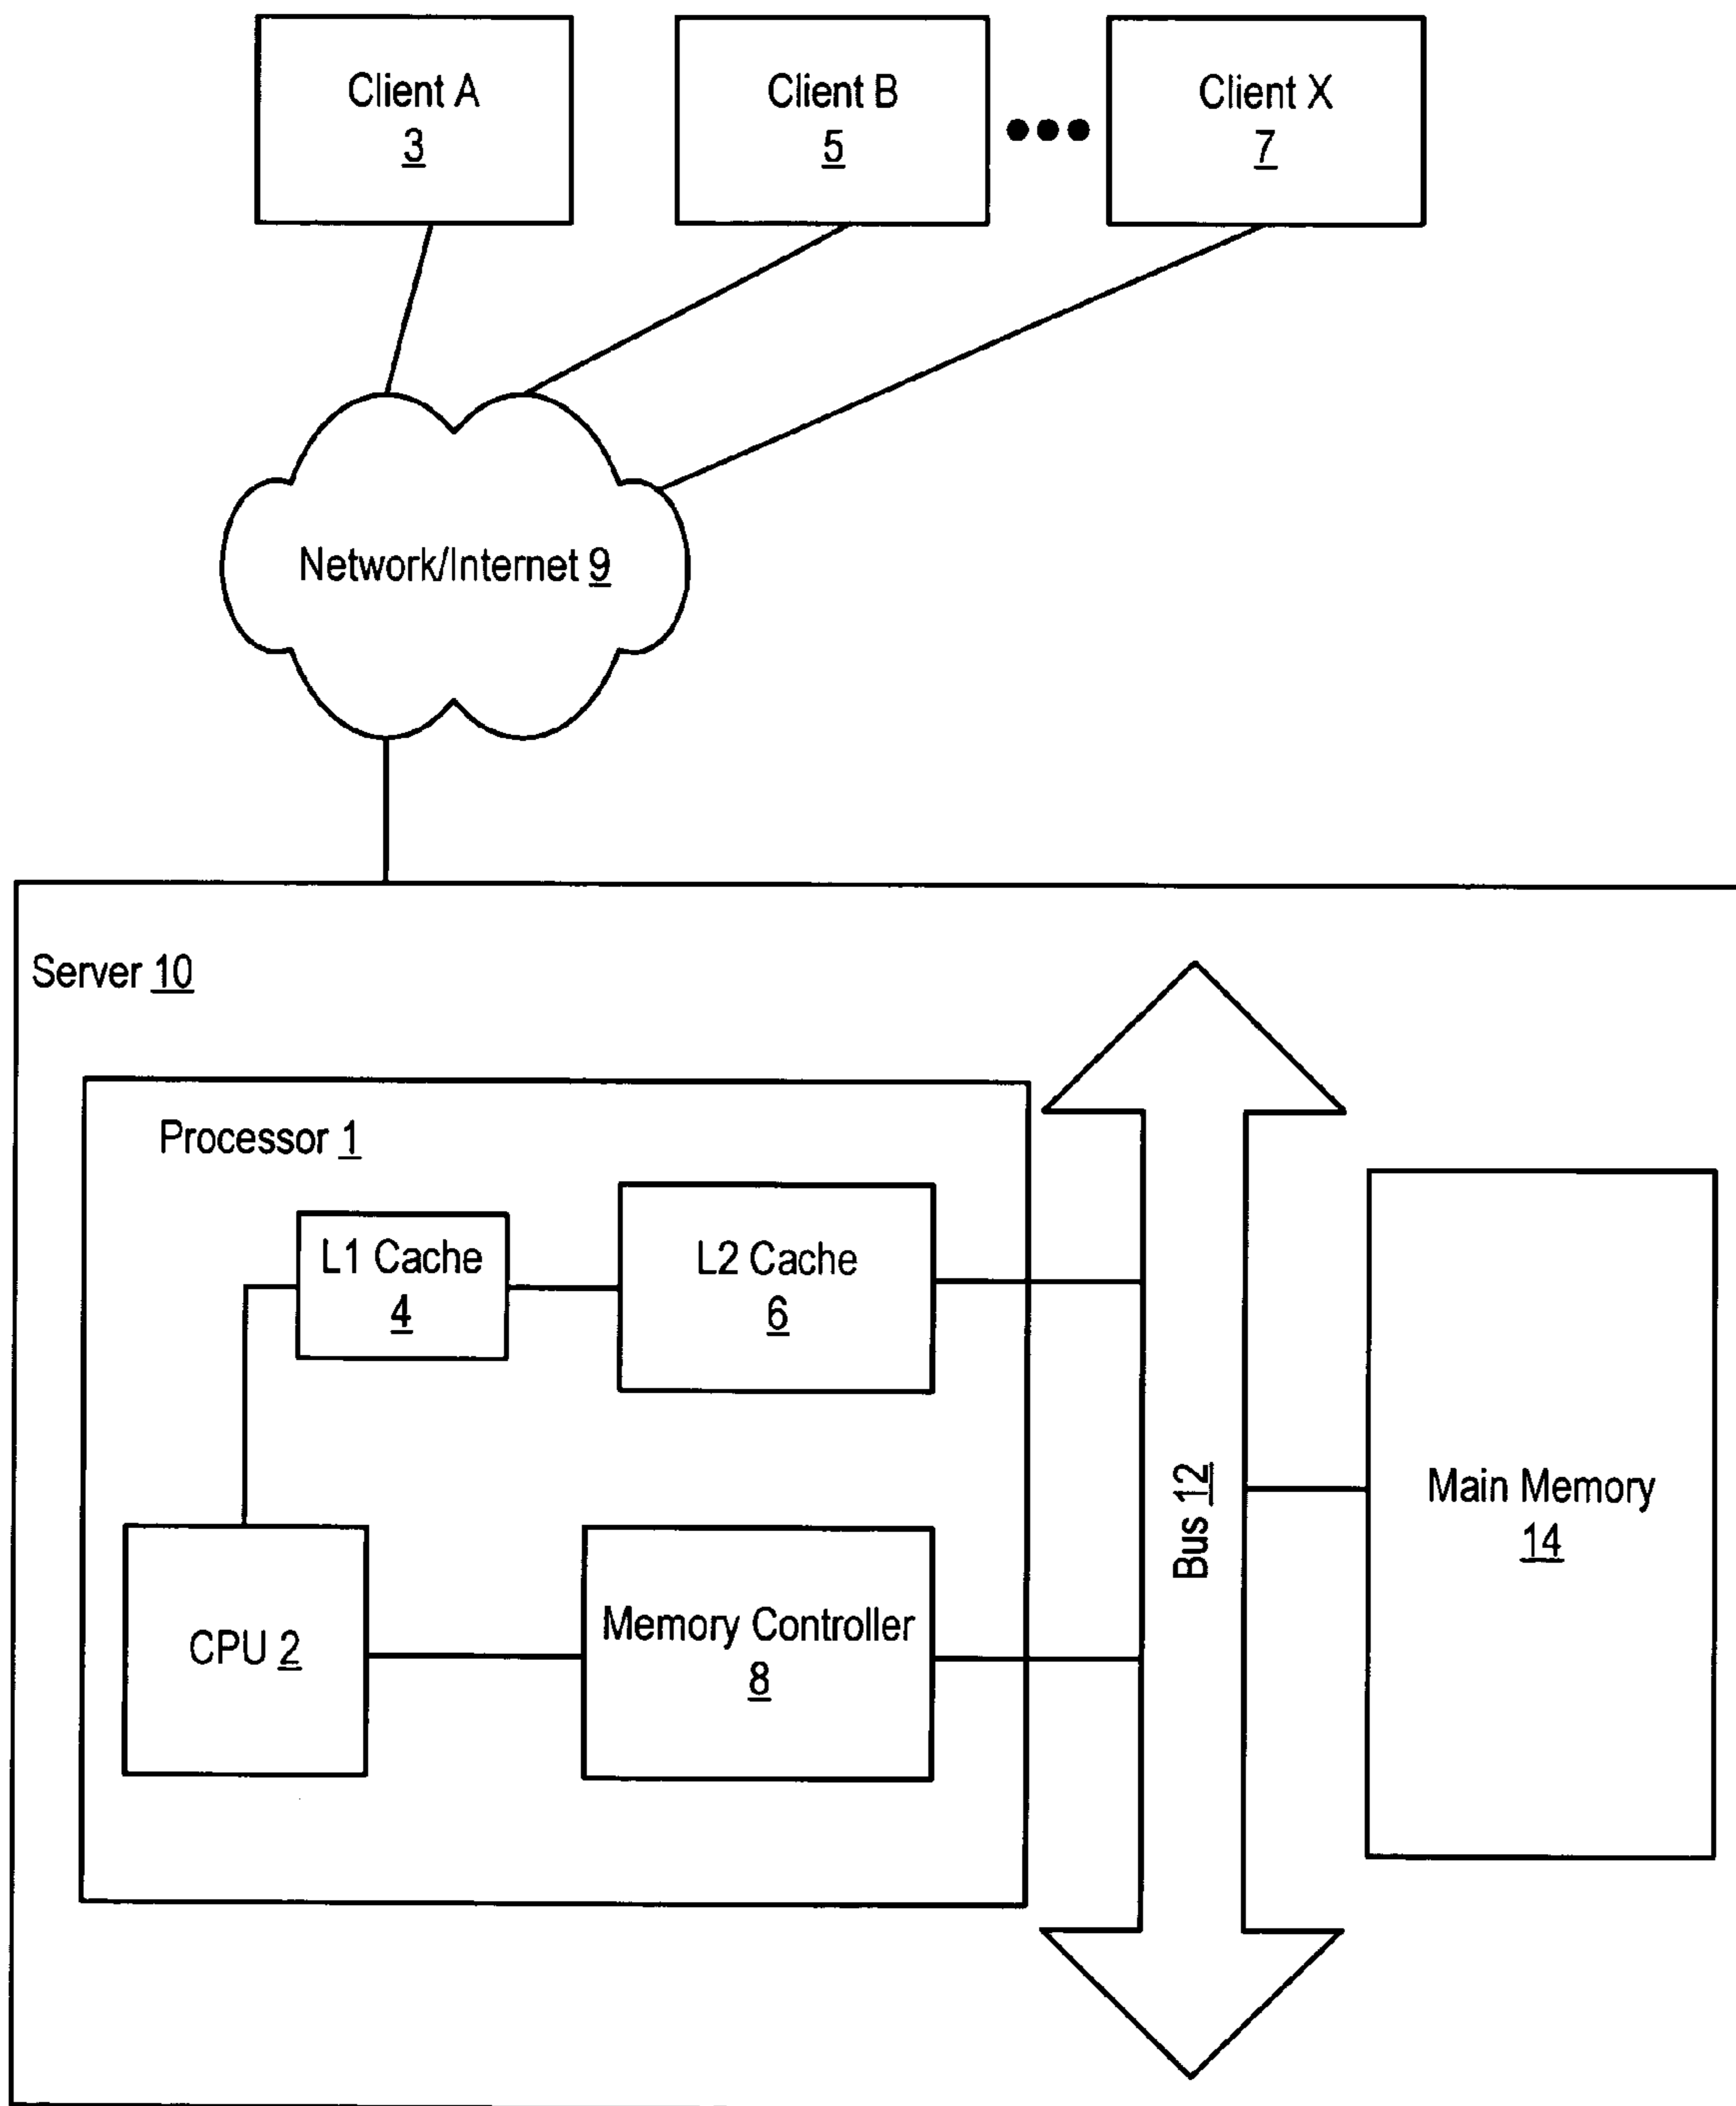 Client A
3
Client B
5
Client X
7
Network/Internet 9
Server 10
Processor 1
L1 Cache
4
L2 Cache
6
CPU 2
Memory Controller
8
Bus 12
Main Memory
14